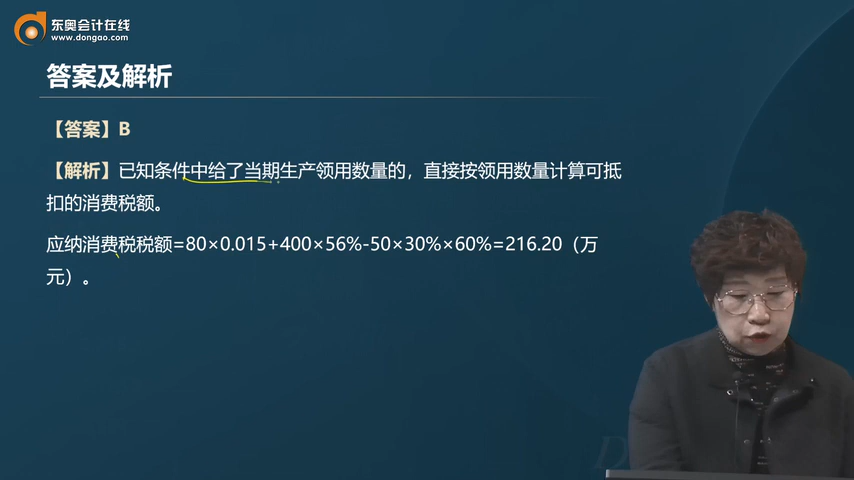 东奥会计在线
www.dongao.com
答案及解析
【答案】B
【解析】已知条件中给了当期生产领用数量的，直接按领用数量计算可抵
扣的消费税额。
应纳消费税税额=80×0.015+400×56%-50×30%×60%=216.20（万
元）。